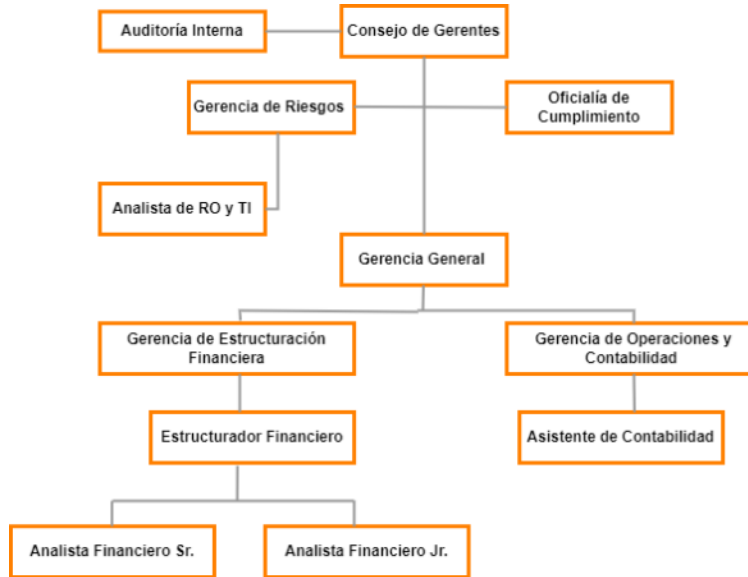 Auditoría Interna
Consejo de Gerentes
Gerencia de Riesgos
Oficialía de
Cumplimiento
Analista de RO y TI
Gerencia General
Gerencia de Estructuración
Financiera
Gerencia de Operaciones y
Contabilidad
Estructurador Financiero
Asistente de Contabilidad
Analista Financiero Sr.
Analista Financiero Jr.